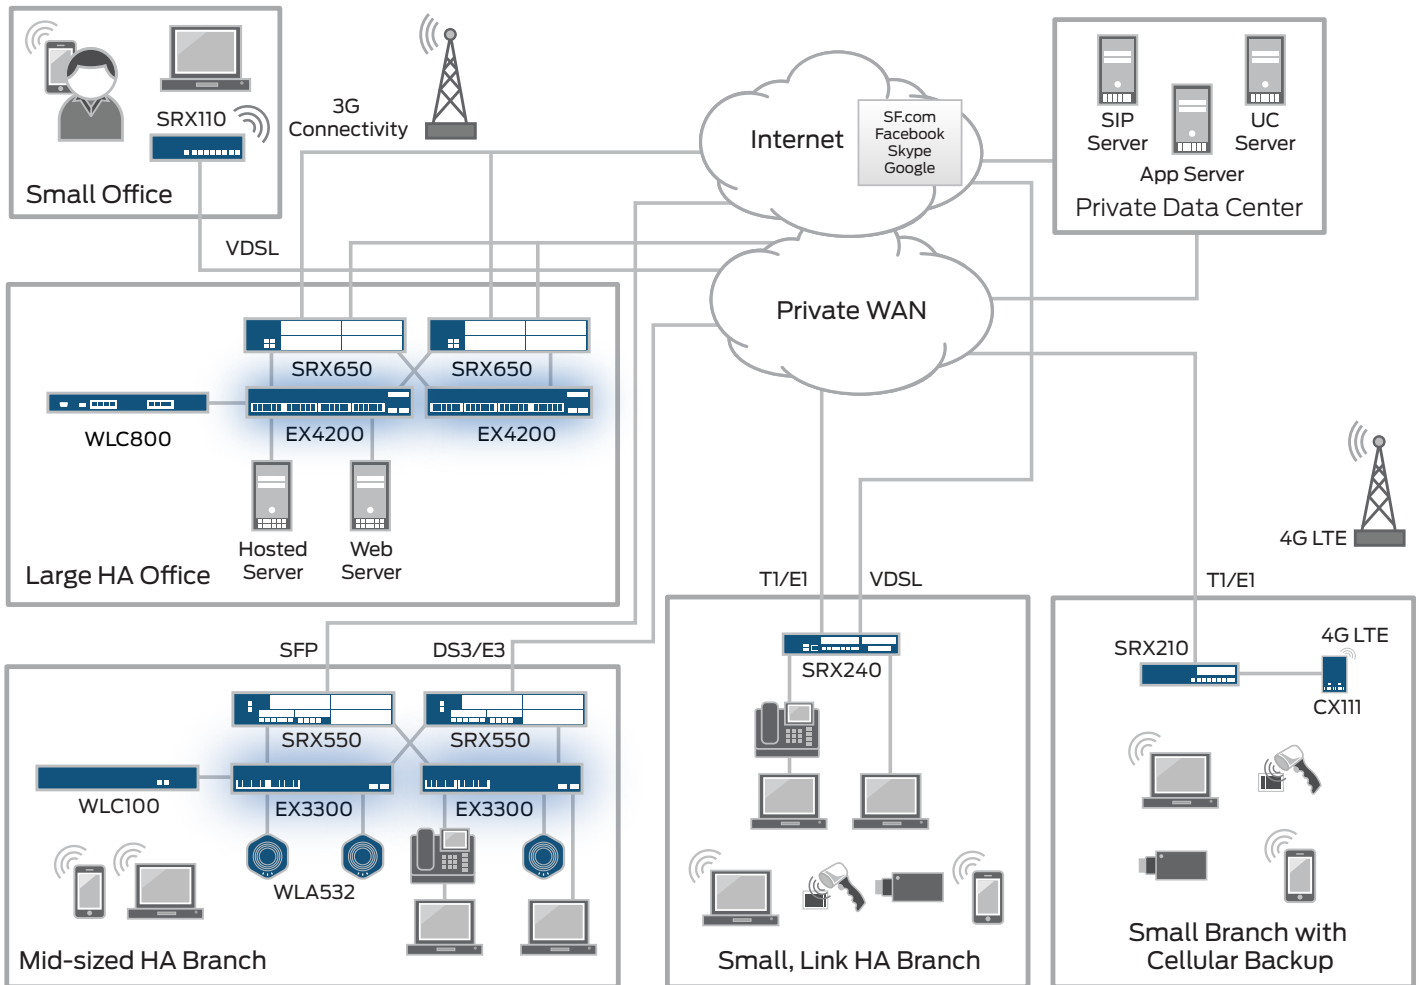 SRX110
Small Office
3G
Connectivity
Internet
SF.com
Facebook
Skype
Google
SIP
Server
UC
Server
App Server
Private Data Center
VDSL
Private WAN
SRX650
SRX650
WLC800
EX4200
EX4200
Hosted
Server
Web
Server
Large HA Office
4G LTE
T1/E1
VDSL
T1/E1
SFP
DS3/E3
SRX550
SRX550
WLC100
EX3300
EX3300
WLA532
Mid-sized HA Branch
SRX240
Small, Link HA Branch
SRX210
4G LTE
CX111
Small Branch with
Cellular Backup